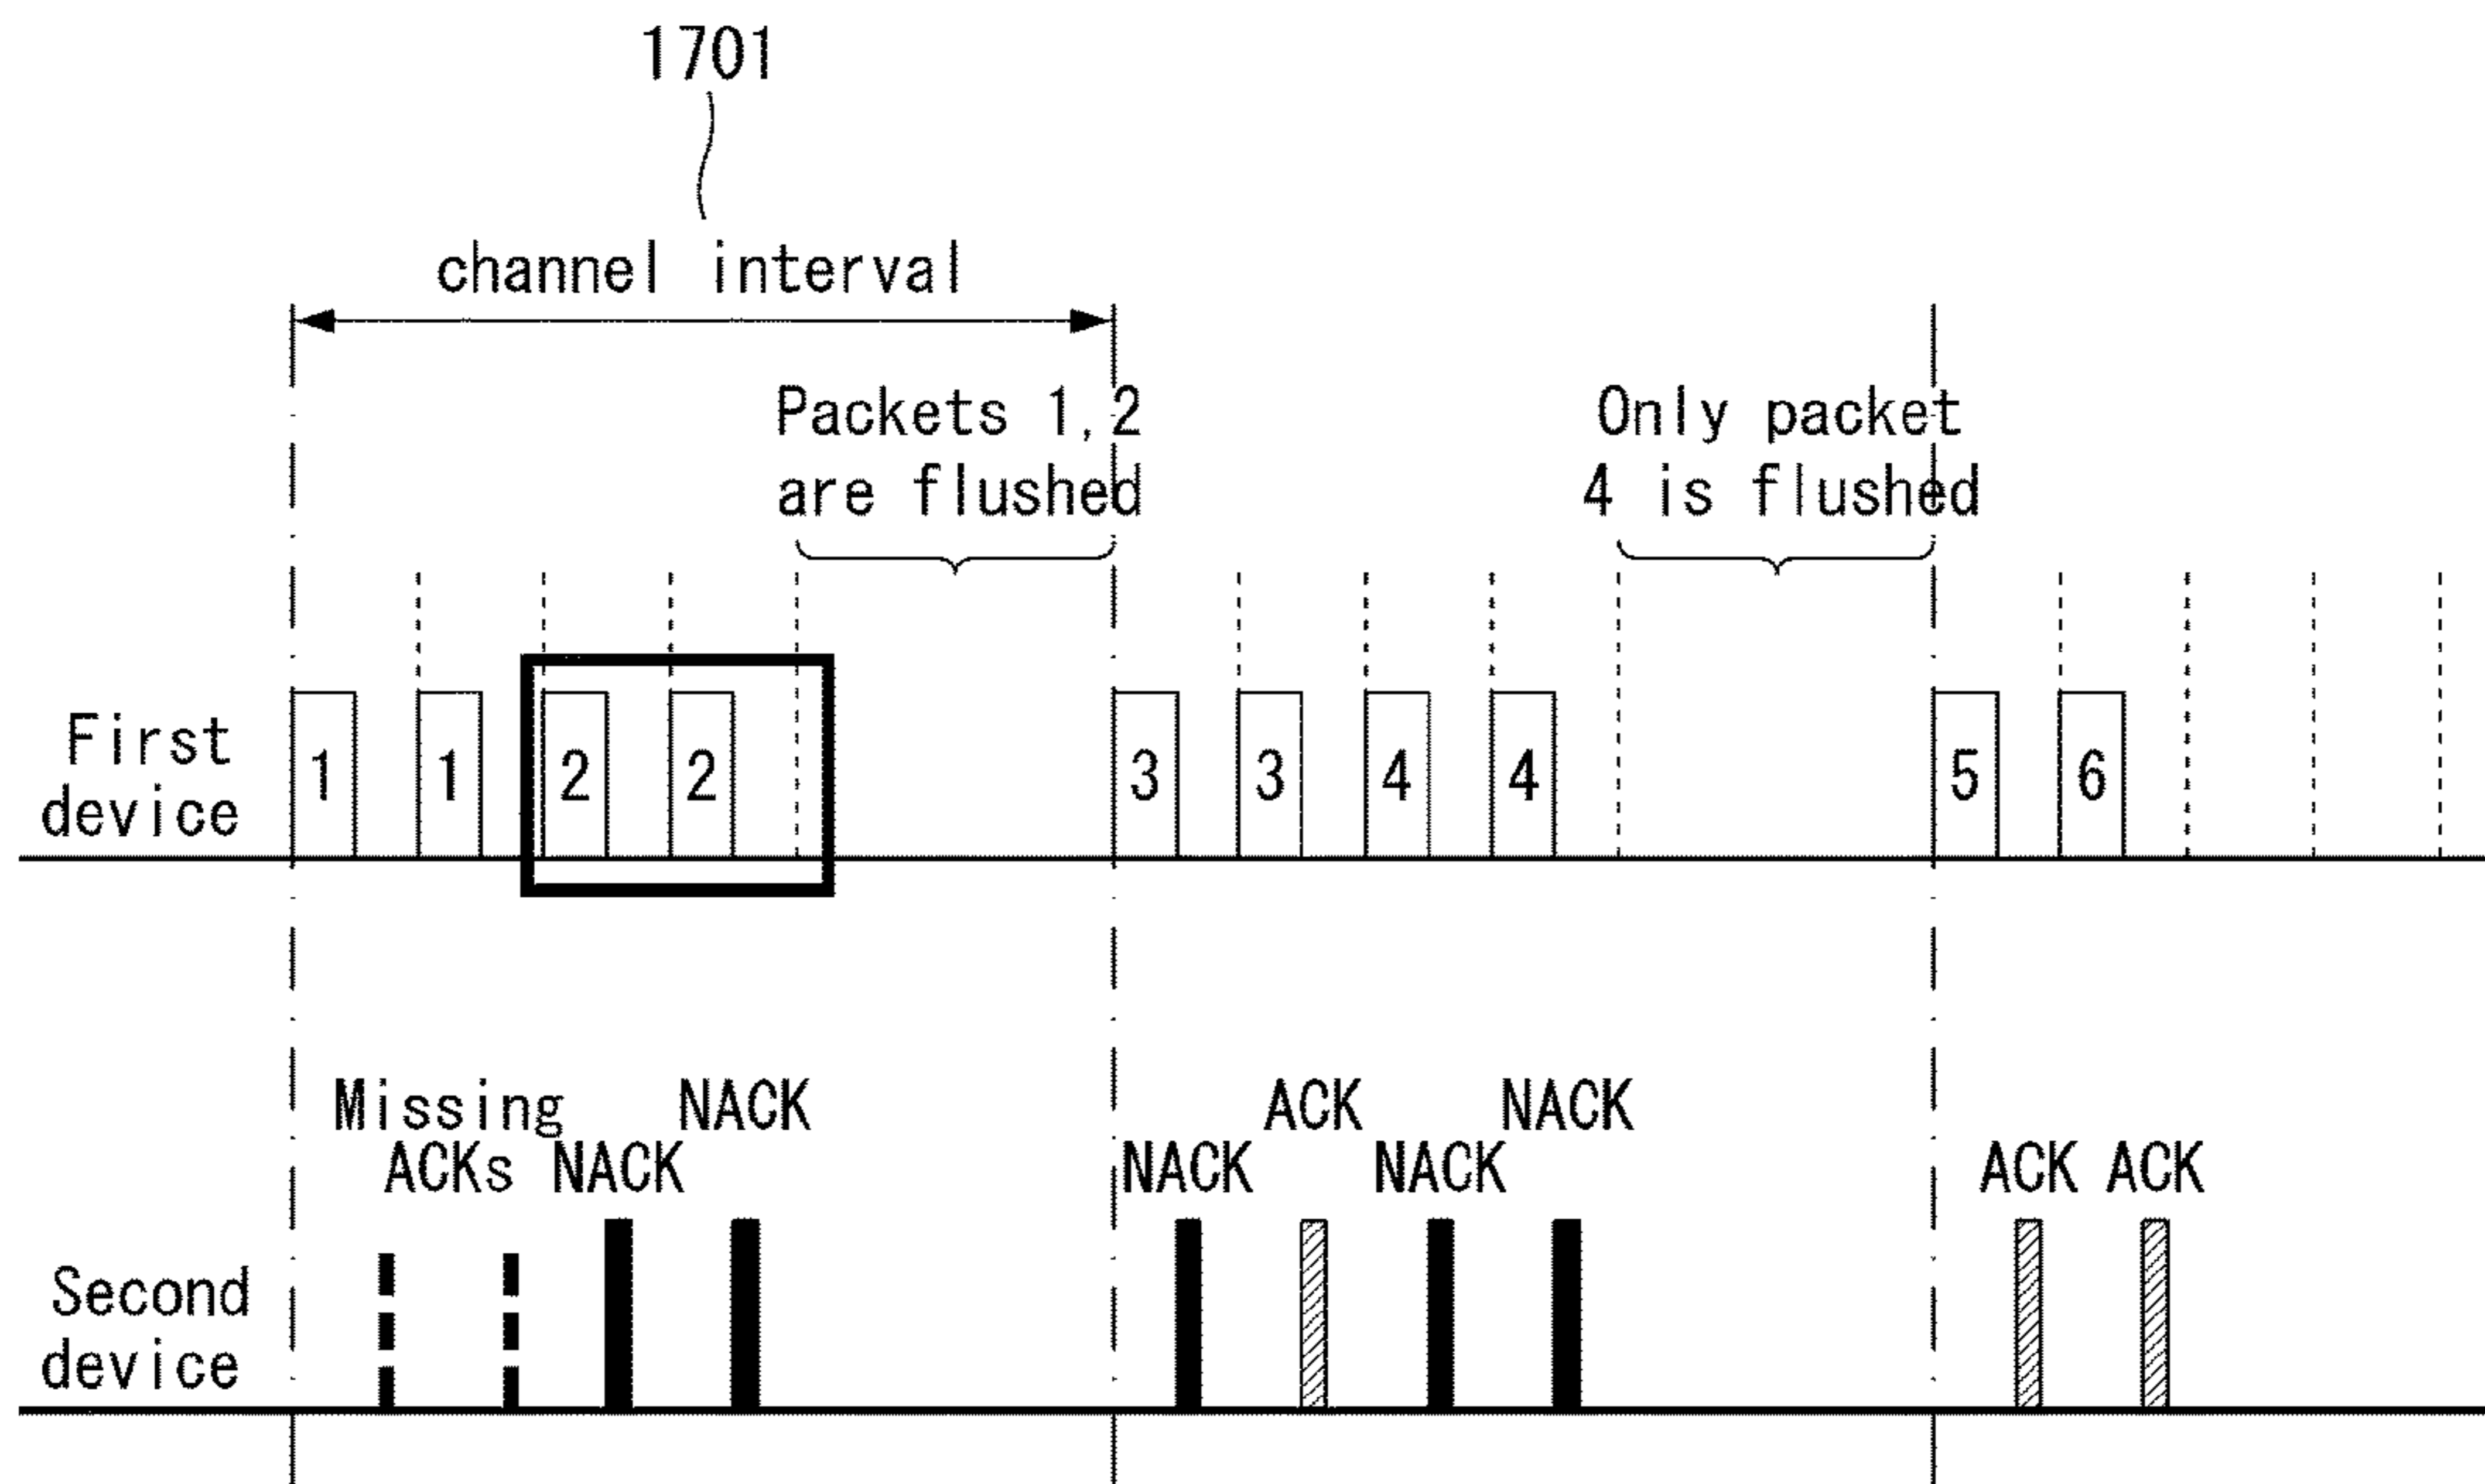 1701
channel interval
Packets 1,2
are flushed
Only packet
4 is flushed
First
device
1 1 2 2 3 3 4 4 5 6
Missing
ACKs
NACK
NACK
NACK
ACK
NACK
NACK
ACK ACK
Second
device